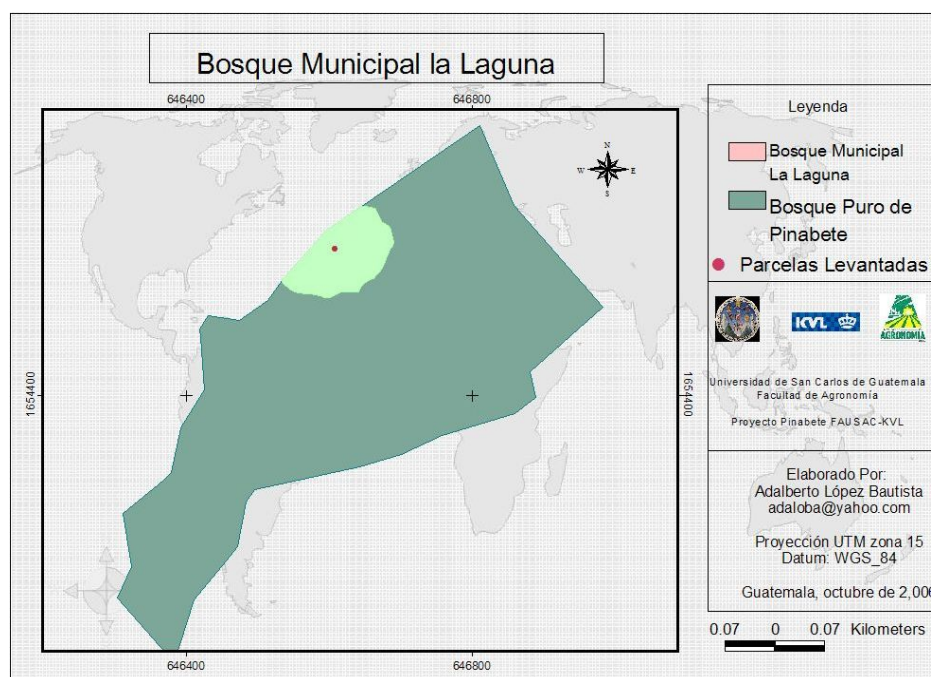 Bosque Municipal la Laguna
646400
646800
N
W
E
S
1654400
1654400
646400
646800
Leyenda
Bosque Municipal
La Laguna
Bosque Puro de
Pinabete
Parcelas Levantadas
KVL
AGRONOMIA
Universidad de San Carlos de Guatemala
Facultad de Agronomía
Proyecto Pinabete FAUSAC-KVL
Elaborado Por:
Adalberto López Bautista
adaloba@yahoo.com
Proyección UTM zona 15
Datum: WGS_84
Guatemala, octubre de 2,006
0.07 0 0.07 Kilometers